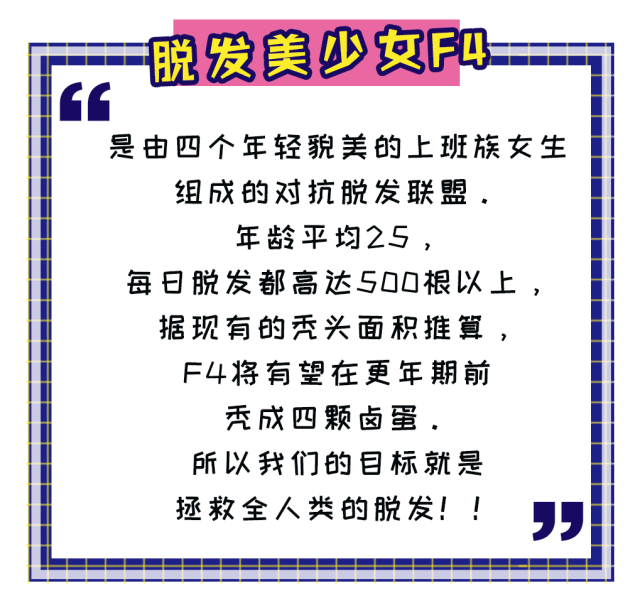 脱发美少女F4
“
是由四个年轻貌美的上班族女生
组成的对抗脱发联盟.
年龄平均25，
每日脱发都高达500根以上，
据现有的秃头面积推算，
F4将有望在更年期前
秃成四颗卤蛋.
所以我们的目标就是
拯救全人类的脱发！！
”